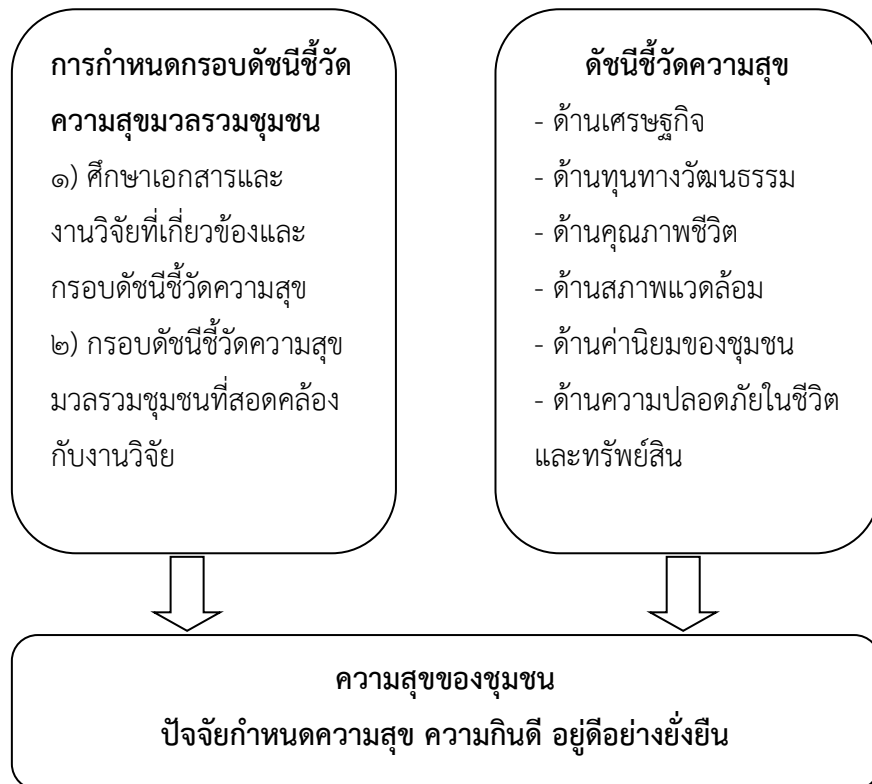 การกำหนดกรอบดัชนีชี้วัด
ความสุขมวลรวมชุมชน
๑) ศึกษาเอกสารและ
งานวิจัยที่เกี่ยวข้องและ
กรอบดัชนีชี้วัดความสุข
๒) กรอบดัชนีชี้วัดความสุข
มวลรวมชุมชนที่สอดคล้อง
กับงานวิจัย
ดัชนีชี้วัดความสุข
- ด้านเศรษฐกิจ
- ด้านทุนทางวัฒนธรรม
- ด้านคุณภาพชีวิต
- ด้านสภาพแวดล้อม
- ด้านค่านิยมของชุมชน
- ด้านความปลอดภัยในชีวิต
และทรัพย์สิน
ความสุขของชุมชน
ปัจจัยกำหนดความสุข ความกินดี อยู่ดีอย่างยั่งยืน